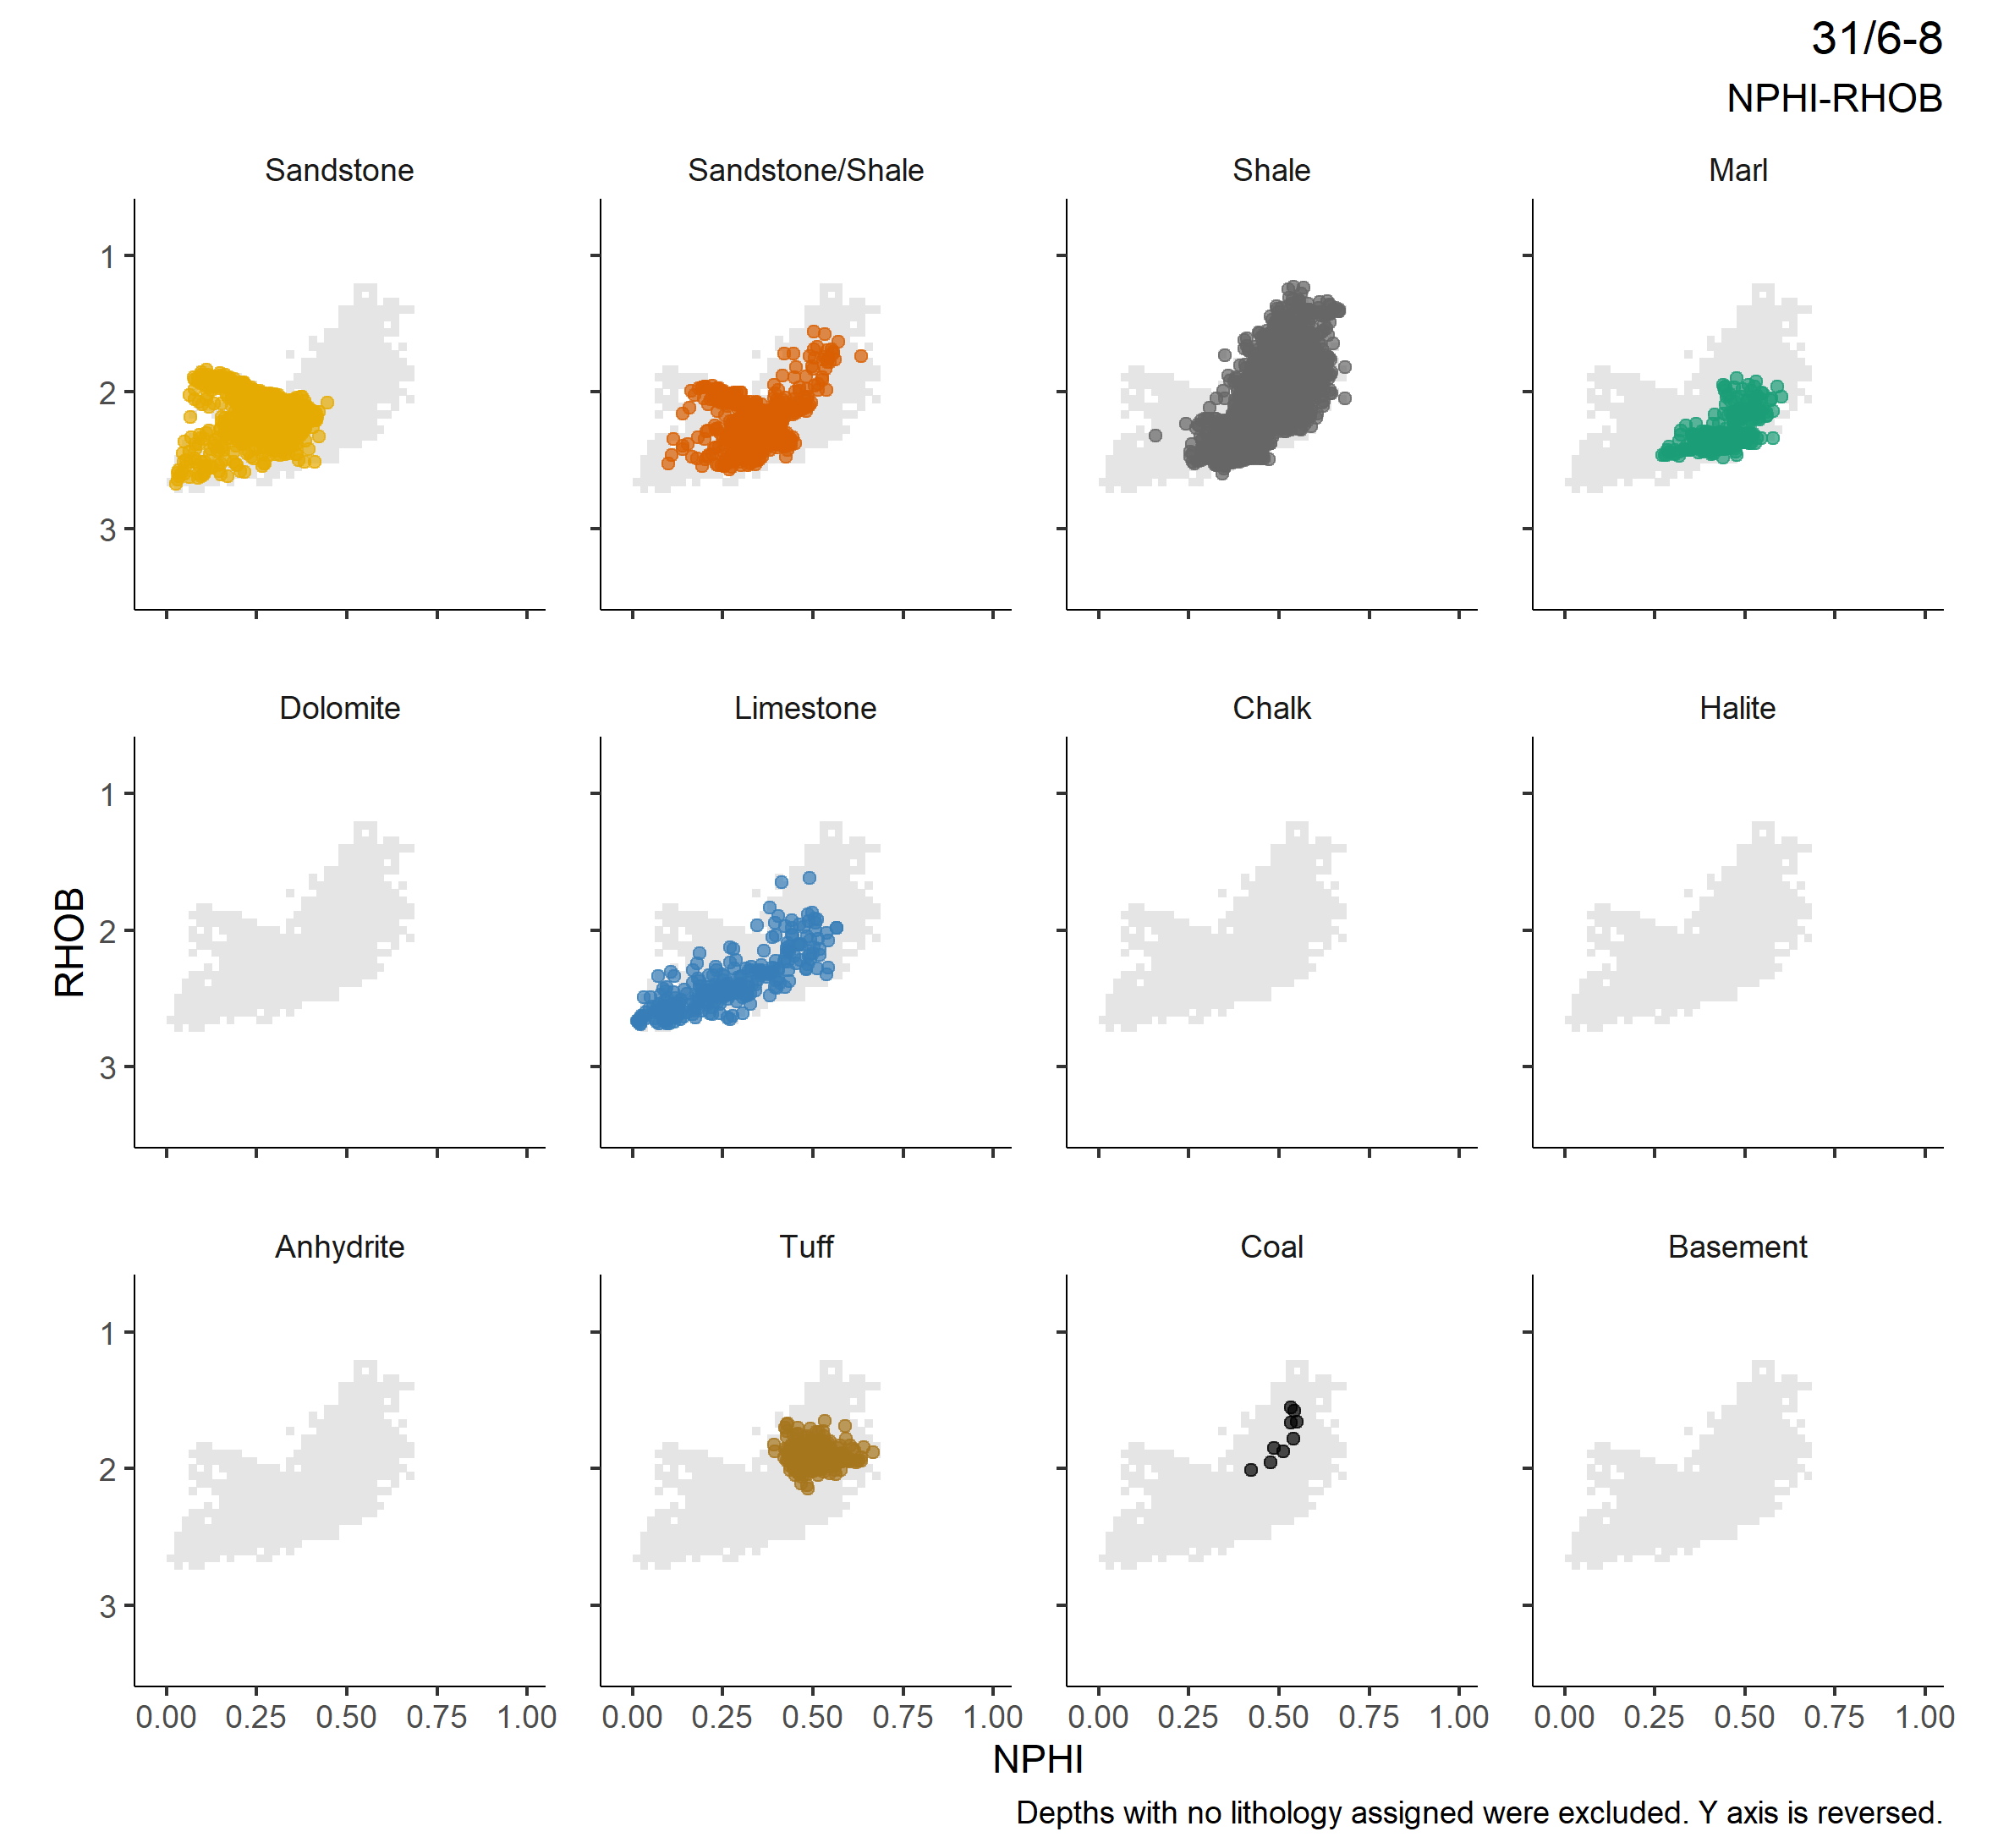 31/6-8
NPHI-RHOB
Sandstone
Sandstone/Shale
Shale
Marl
1
2
3
Dolomite
Limestone
Chalk
Halite
1
2
3
RHOB
Anhydrite
Tuff
Coal
Basement
1
2
3
0.00 0.25 0.50 0.75 1.00
0.00 0.25 0.50 0.75 1.00
0.00 0.25 0.50 0.75 1.00
0.00 0.25 0.50 0.75 1.00
NPHI
Depths with no lithology assigned were excluded. Y axis is reversed.